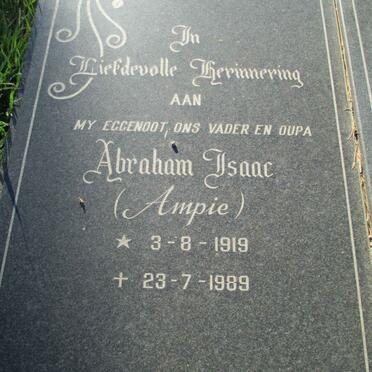 In
Liefdevolle Herinnering
AAN
MY EGGENOOT, ONS VADER EN OUPA
Abraham Isaac
(Ampie)
★ 3-8-1919
✝ 23-7-1989